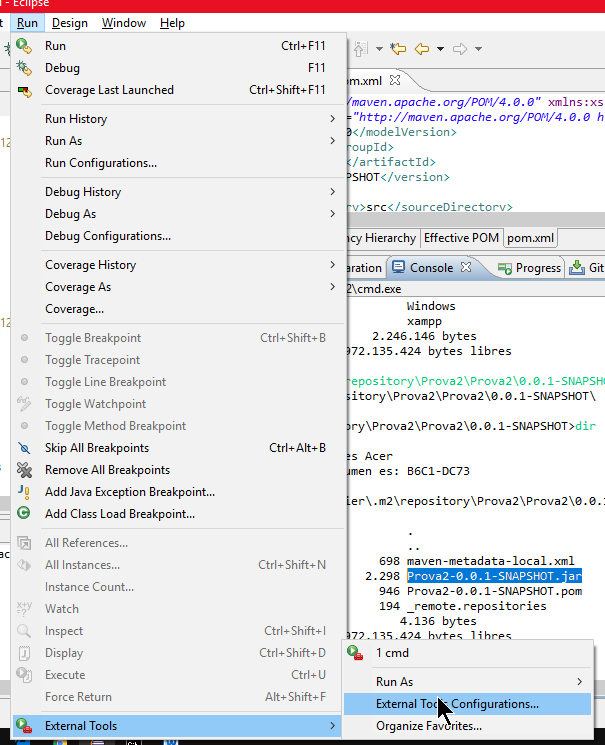 - Eclipse
Run Design Window Help
Run Ctrl+F11
Debug F11
Coverage Last Launched Ctrl+Shift+F11
Run History
Run As
Run Configurations...
Debug History
Debug As
Debug Configurations...
Coverage History
Coverage As
Coverage...
Toggle Breakpoint Ctrl+Shift+B
Toggle Tracepoint
Toggle Line Breakpoint
Toggle Watchpoint
Toggle Method Breakpoint
Skip All Breakpoints Ctrl+Alt+B
Remove All Breakpoints
Add Java Exception Breakpoint...
Add Class Load Breakpoint...
All References...
All Instances... Ctrl+Shift+N
Instance Count...
Watch
Inspect Ctrl+Shift+I
Display Ctrl+Shift+D
Execute Ctrl+U
Force Return Alt+Shift+F
External Tools
1 cmd
Run As
External Tools Configurations...
Organize Favorites...
om.xml
/maven.apache.org/POM/4.0.0" xmlns:xs
="http://maven.apache.org/POM/4.0.0 h
0</modelVersion>
oupId>
</artifactId>
PSHOT</version>
ry>src</sourceDirectory>
ncy Hierarchy Effective POM pom.xml
aration Console Progress Git
2\cmd.exe
Windows
xampp
2.246.146 bytes
972.135.424 bytes libres
repository\Prova2\Prova2\0.0.1-SNAPSHO
sitory\Prova2\Prova2\0.0.1-SNAPSHOT\
ry\Prova2\Prova2\0.0.1-SNAPSHOT>dir
es Acer
umen es: B6C1-DC73
ier\.m2\repository\Prova2\Prova2\0.0.1
.
..
698 maven-metadata-local.xml
2.298 Prova2-0.0.1-SNAPSHOT.jar
946 Prova2-0.0.1-SNAPSHOT.pom
194 _remote.repositories
4.136 bytes
972.135.424 bytes libres